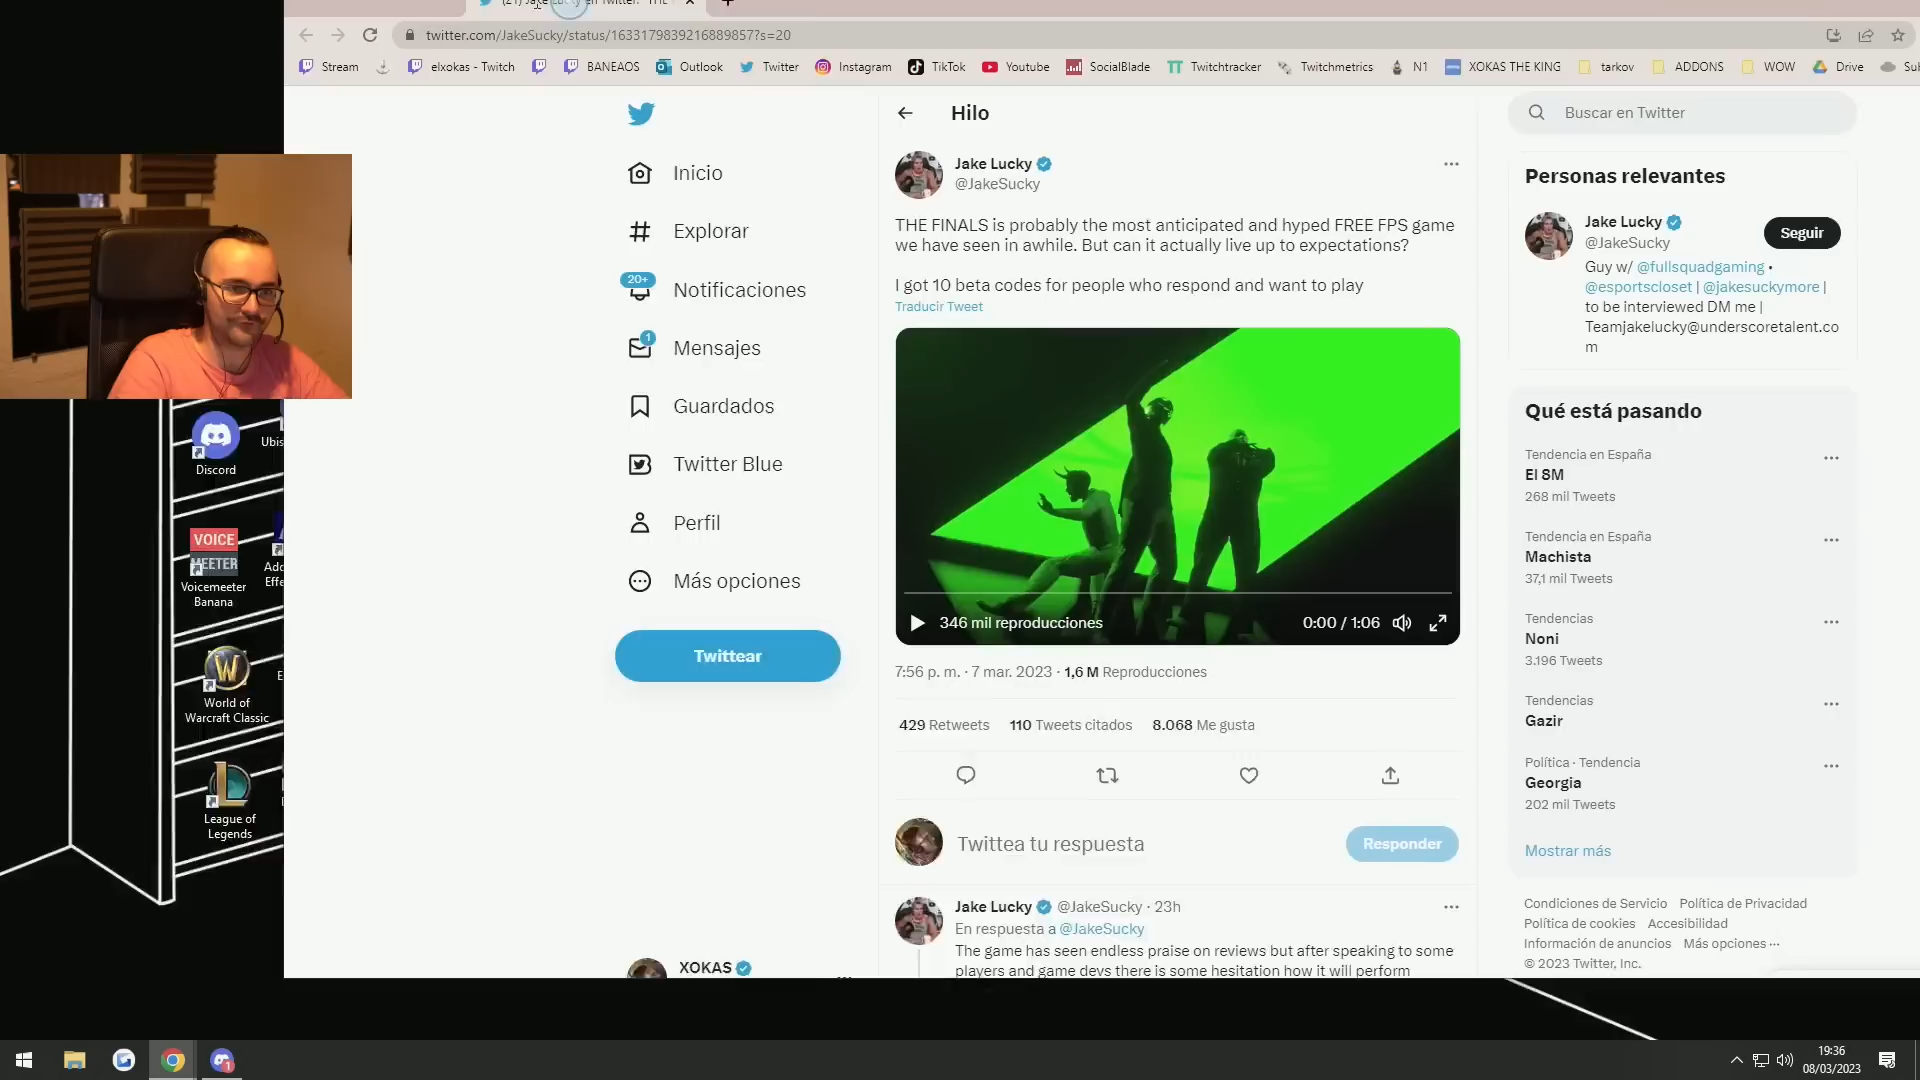 (21) Jake Lucky en Twitter: "THE
twitter.com/JakeSucky/status/1633179839216889857?s=20
Stream
elxokas - Twitch
BANEAOS
Outlook
Twitter
Instagram
TikTok
Youtube
SocialBlade
Twitchtracker
Twitchmetrics
N1
XOKAS THE KING
tarkov
ADDONS
WOW
Drive
Hilo
Buscar en Twitter
Inicio
Explorar
20+
Notificaciones
1
Mensajes
Guardados
Twitter Blue
Perfil
Más opciones
Twittear
XOKAS
Jake Lucky
@JakeSucky
THE FINALS is probably the most anticipated and hyped FREE FPS game
we have seen in awhile. But can it actually live up to expectations?
I got 10 beta codes for people who respond and want to play
Traducir Tweet
346 mil reproducciones
0:00 / 1:06
7:56 p. m. · 7 mar. 2023 · 1,6 M Reproducciones
429 Retweets 110 Tweets citados 8.068 Me gusta
Twittea tu respuesta
Responder
Jake Lucky @JakeSucky · 23h
En respuesta a @JakeSucky
The game has seen endless praise on reviews but after speaking to some
players and game devs there is some hesitation how it will perform
Personas relevantes
Jake Lucky
@JakeSucky
Seguir
Guy w/ @fullsquadgaming •
@esportscloset | @jakesuckymore |
to be interviewed DM me |
Teamjakelucky@underscoretalent.co
m
Qué está pasando
Tendencia en España
El 8M
268 mil Tweets
Tendencia en España
Machista
37,1 mil Tweets
Tendencias
Noni
3.196 Tweets
Tendencias
Gazir
Política · Tendencia
Georgia
202 mil Tweets
Mostrar más
Condiciones de Servicio Política de Privacidad
Política de cookies Accesibilidad
Información de anuncios Más opciones ···
© 2023 Twitter, Inc.
Discord
VOICE
MEETER
Voicemeeter
Banana
World of
Warcraft Classic
League of
Legends
1
19:36
08/03/2023